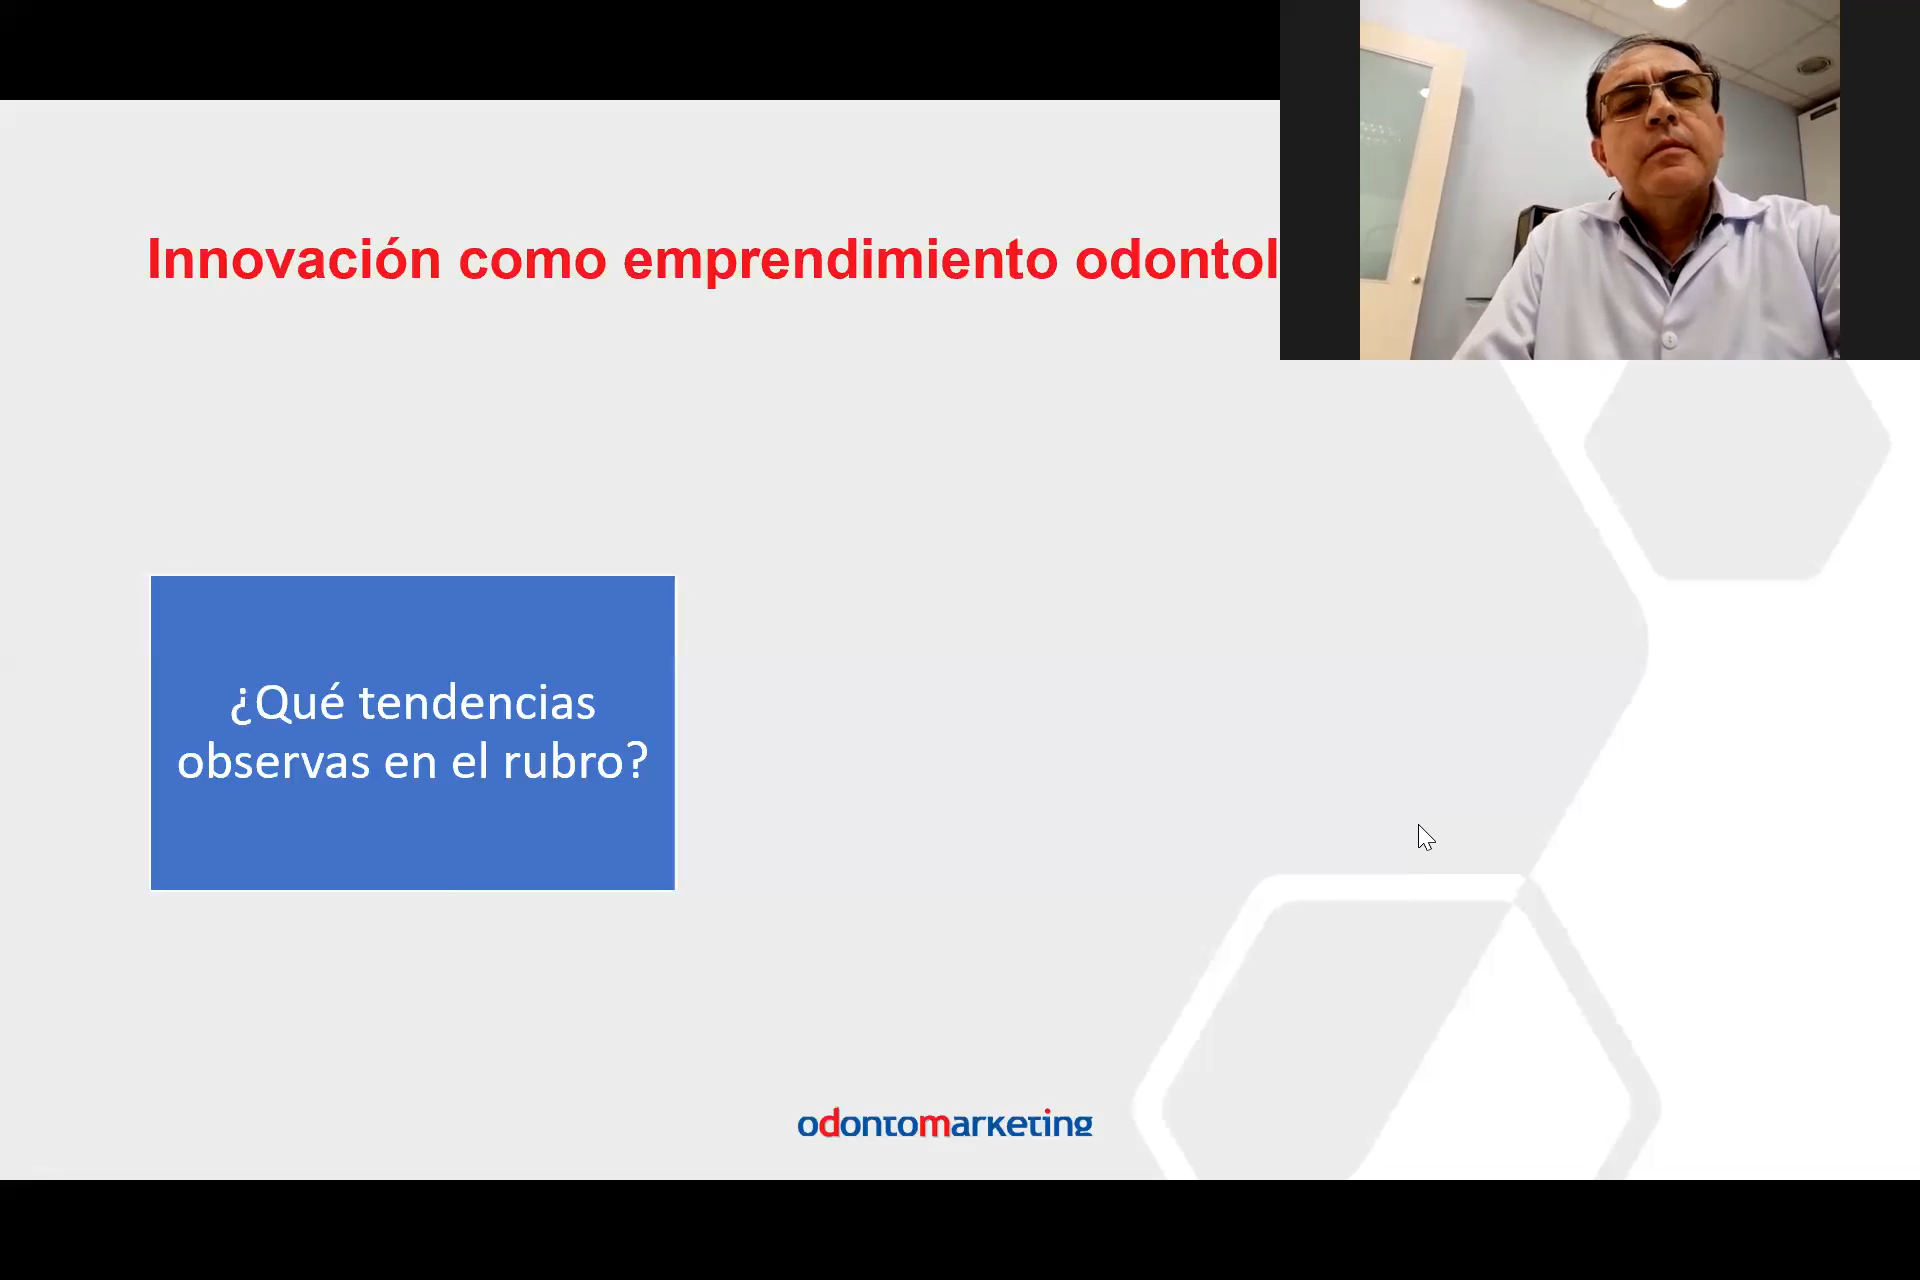 Innovación como emprendimiento odontol
¿Qué tendencias
observas en el rubro?
odontomarketing